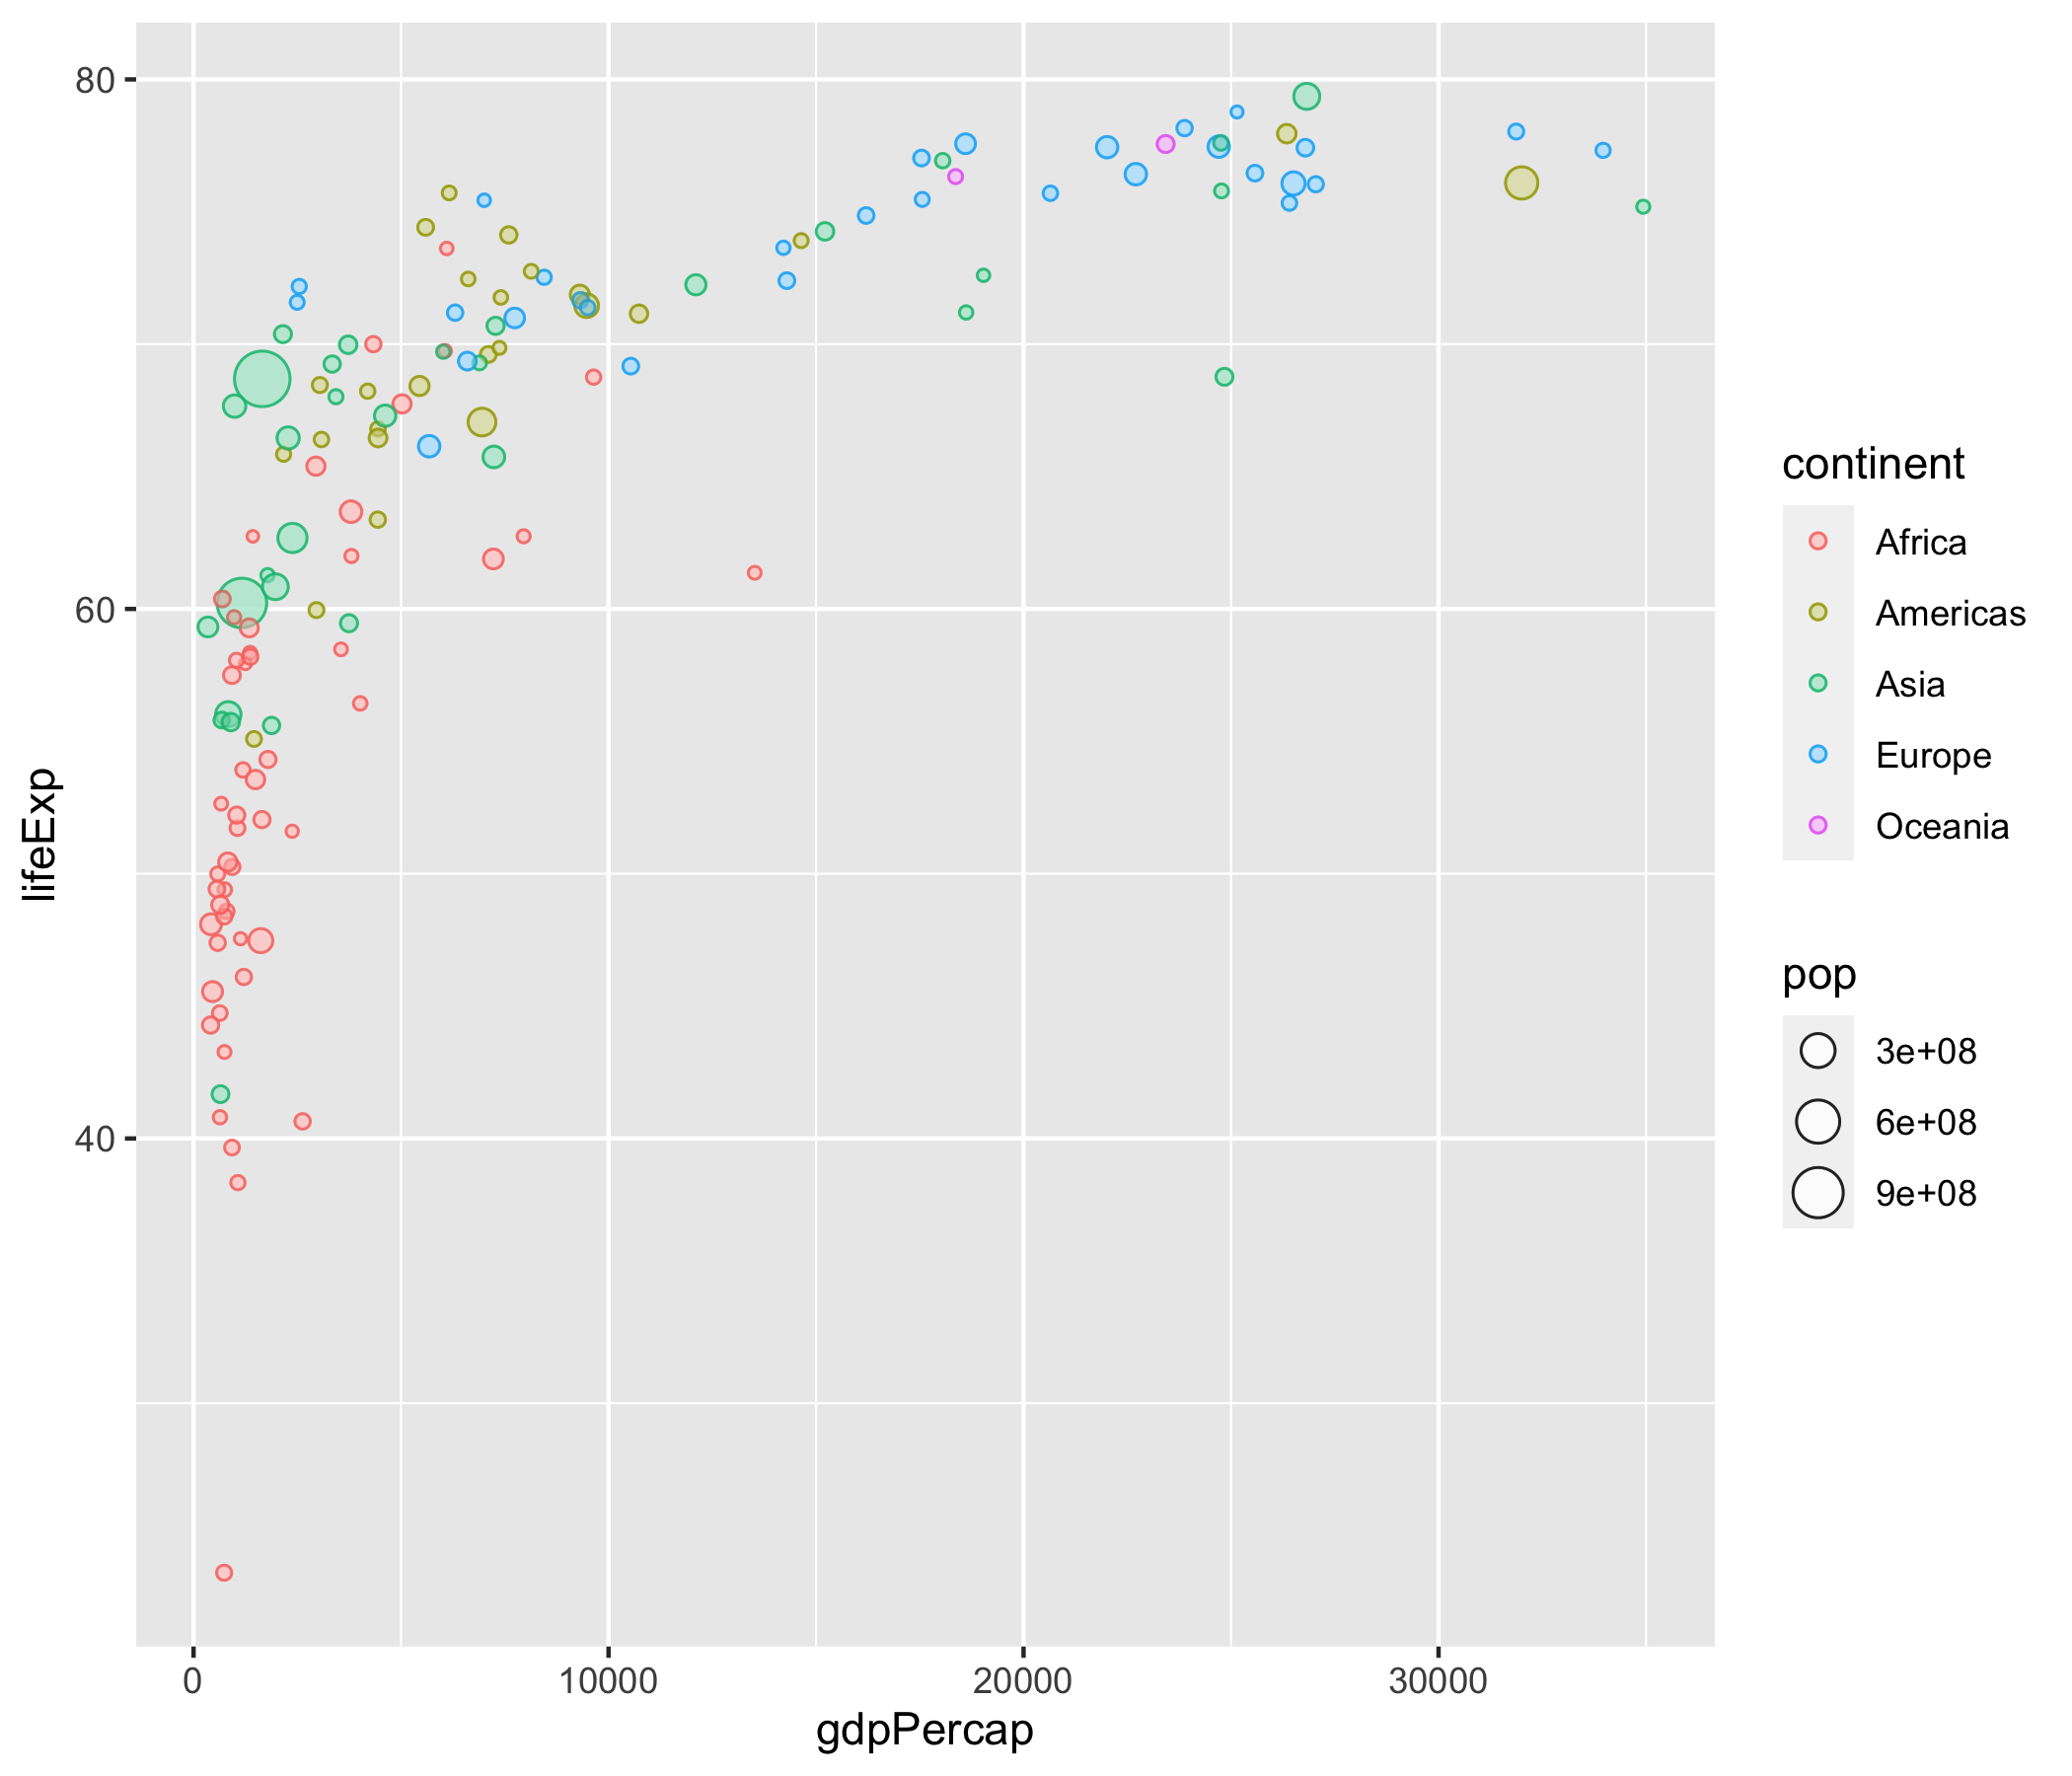 80
60
40
lifeExp
0
10000
20000
30000
gdpPercap
continent
Africa
Americas
Asia
Europe
Oceania
pop
3e+08
6e+08
9e+08